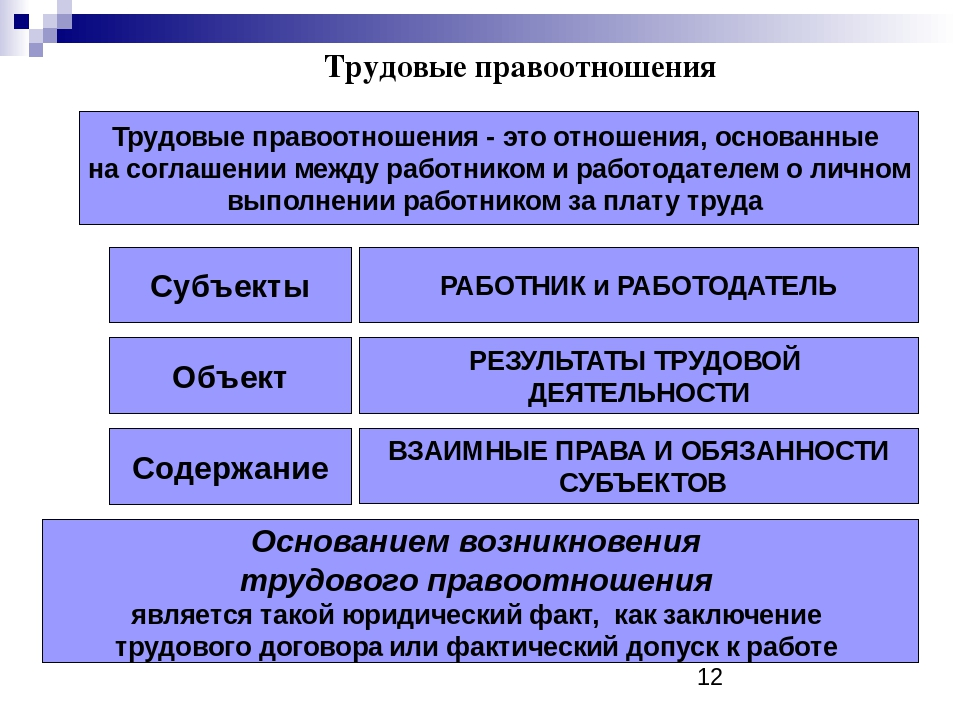 Трудовые правоотношения
Трудовые правоотношения - это отношения, основанные
на соглашении между работником и работодателем о личном
выполнении работником за плату труда
Субъекты
РАБОТНИК и РАБОТОДАТЕЛЬ
Объект
РЕЗУЛЬТАТЫ ТРУДОВОЙ
ДЕЯТЕЛЬНОСТИ
Содержание
ВЗАИМНЫЕ ПРАВА И ОБЯЗАННОСТИ
СУБЪЕКТОВ
Основанием возникновения
трудового правоотношения
является такой юридический факт, как заключение
трудового договора или фактический допуск к работе
12